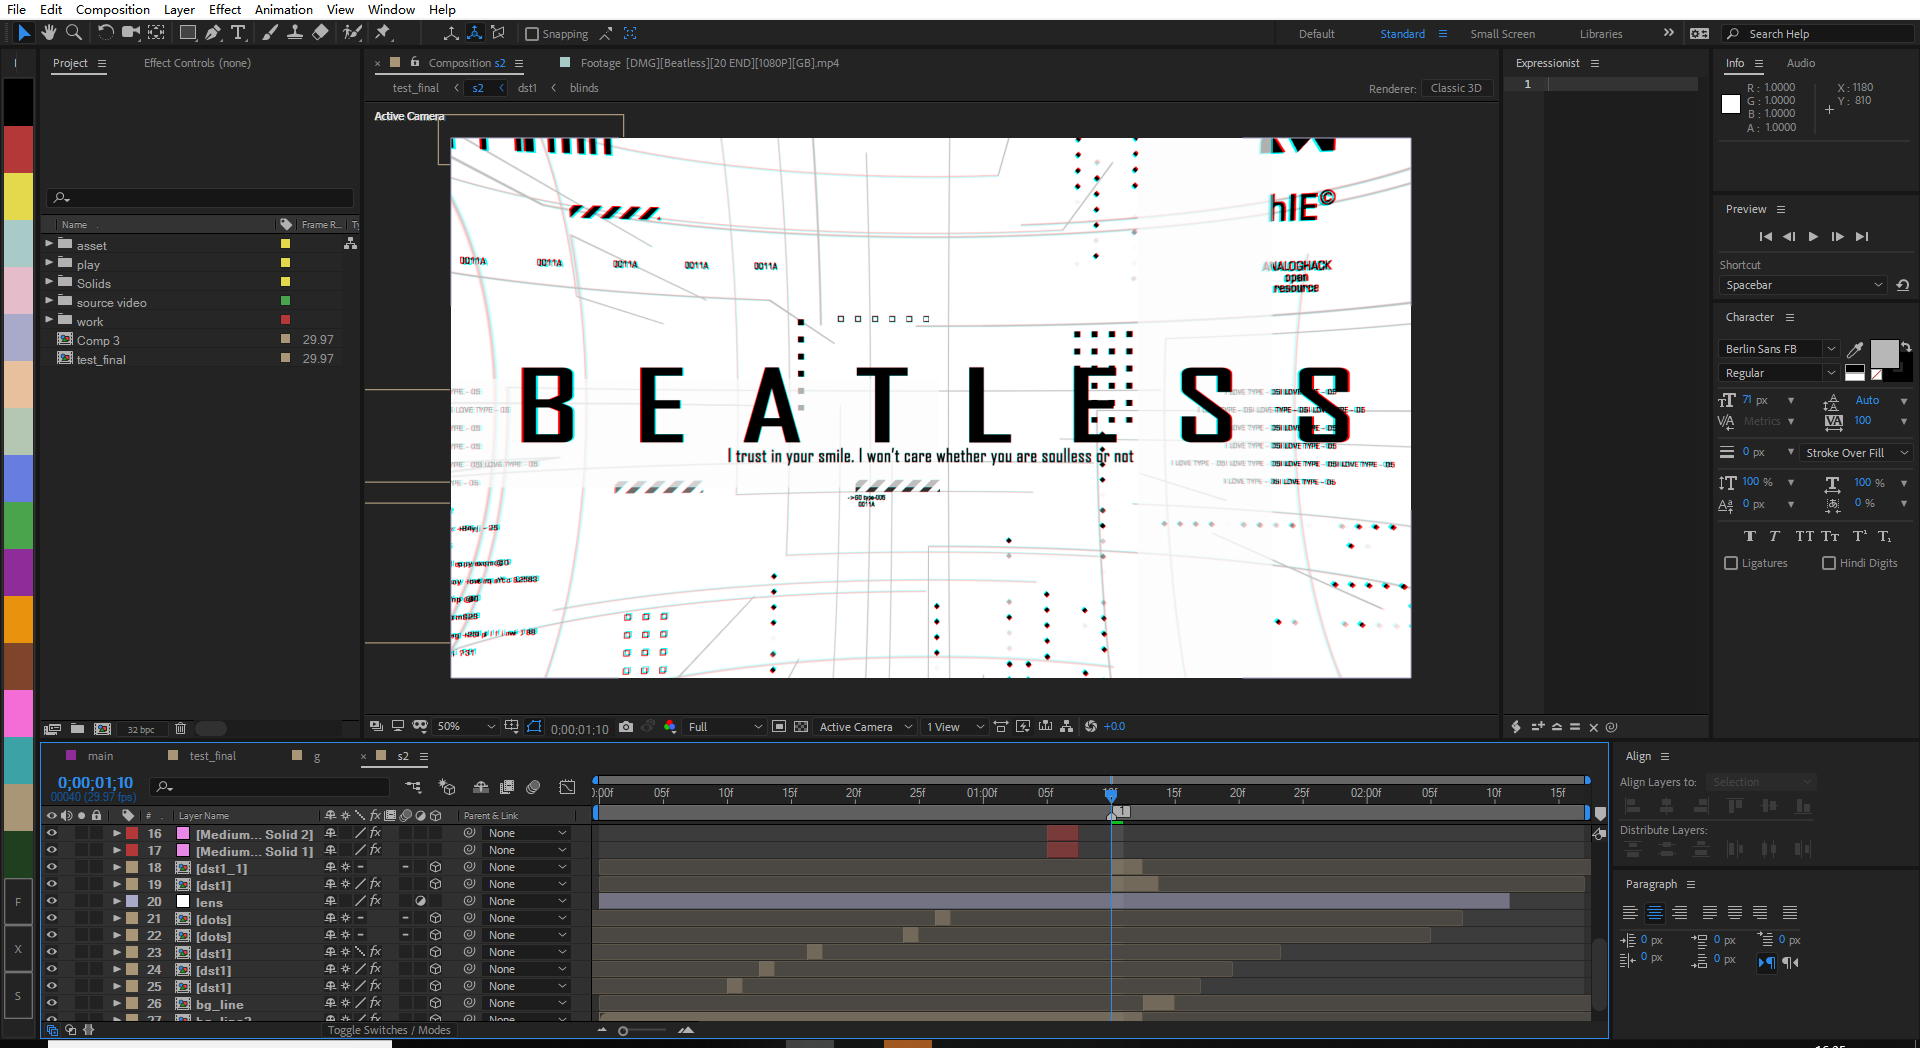 File Edit Composition Layer Effect Animation View Window Help
Snapping
Default Standard Small Screen Libraries Search Help
Project Effect Controls (none)
Composition s2
Footage [DMG][Beatless][20 END][1080P][GB].mp4
test_final s2 dst1 blinds
Renderer: Classic 3D
Active Camera
Name Frame R...
asset
play
Solids
source video
work
Comp 3 29.97
test_final 29.97
32 bpc
hIE©
0011A 0011A 0011A 0011A 0011A
ANALOGHACK
open
resource
BEATLESS
I trust in your smile. I won't care whether you are soulless or not
0011A
50% 0;00;01;10 Full Active Camera 1 View +0.0
Expressionist
1
Info Audio
R: 1.0000
G: 1.0000
B: 1.0000
A: 1.0000
X: 1180
Y: 810
Preview
Shortcut
Spacebar
Character
Berlin Sans FB
Regular
71 px Auto
Metrics 100
0 px Stroke Over Fill
100 % 100 %
0 px 0 %
Ligatures Hindi Digits
main test_final g s2
0;00;01;10
00040 (29.97 fps)
# Layer Name Parent & Link
:00f 05f 10f 15f 20f 25f 01:00f 05f 10f 15f 20f 25f 02:00f 05f 10f 15f
1
16 [Medium... Solid 2] None
17 [Medium... Solid 1] None
18 [dst1_1] None
19 [dst1] None
20 lens None
21 [dots] None
22 [dots] None
23 [dst1] None
24 [dst1] None
25 [dst1] None
26 bg_line None
Toggle Switches / Modes
Align
Align Layers to: Selection
Distribute Layers:
Paragraph
0 px 0 px 0 px
0 px 0 px
F
X
S